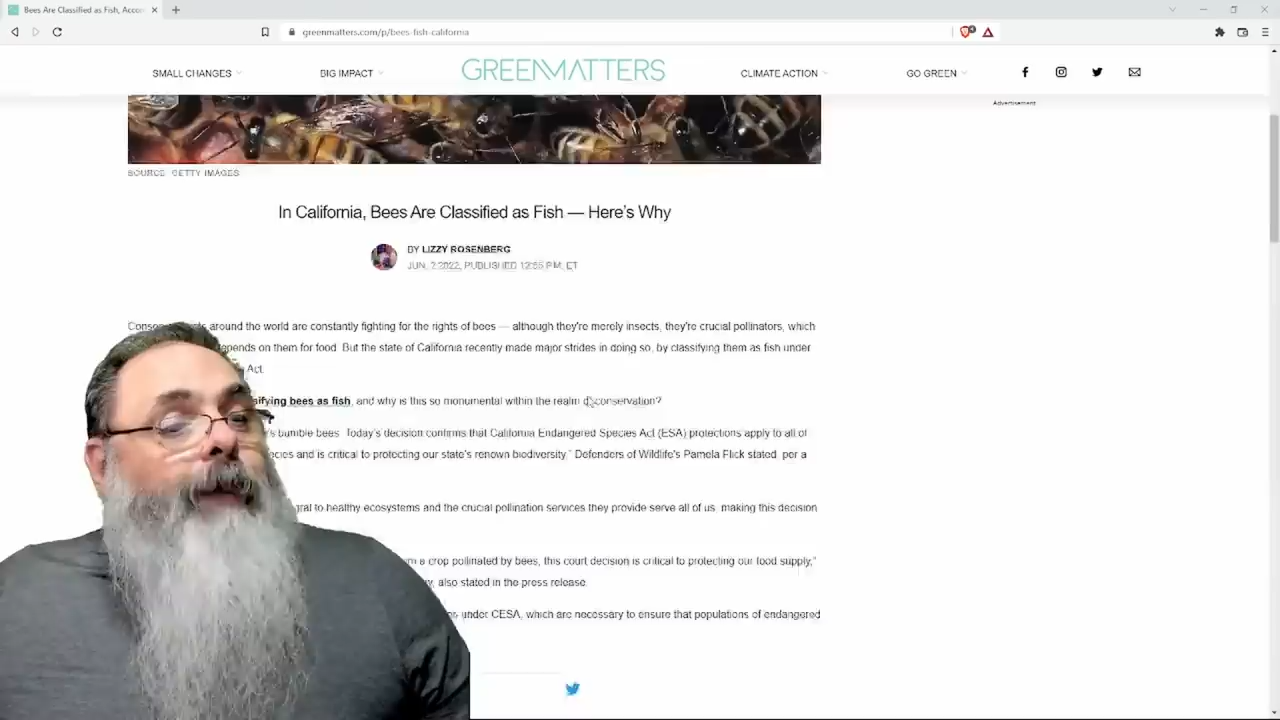 Bees Are Classified as Fish, Accor
greenmatters.com/p/bees-fish-california
SMALL CHANGES
BIG IMPACT
GREENMATTERS
CLIMATE ACTION
GO GREEN
Advertisement
SOURCE: GETTY IMAGES
In California, Bees Are Classified as Fish — Here's Why
BY LIZZY ROSENBERG
JUN. 7 2022, PUBLISHED 12:55 P.M. ET
around the world are constantly fighting for the rights of bees — although they're merely insects, they're crucial pollinators, which
depends on them for food. But the state of California recently made major strides in doing so, by classifying them as fish under
Act.
bees as fish, and why is this so monumental within the realm conservation?
bumble bees. Today's decision confirms that California Endangered Species Act (ESA) protections apply to all of
and is critical to protecting our state's renown biodiversity," Defenders of Wildlife's Pamela Flick stated, per a
to healthy ecosystems and the crucial pollination services they provide serve all of us, making this decision
a crop pollinated by bees, this court decision is critical to protecting our food supply,"
also stated in the press release.
under CESA, which are necessary to ensure that populations of endangered